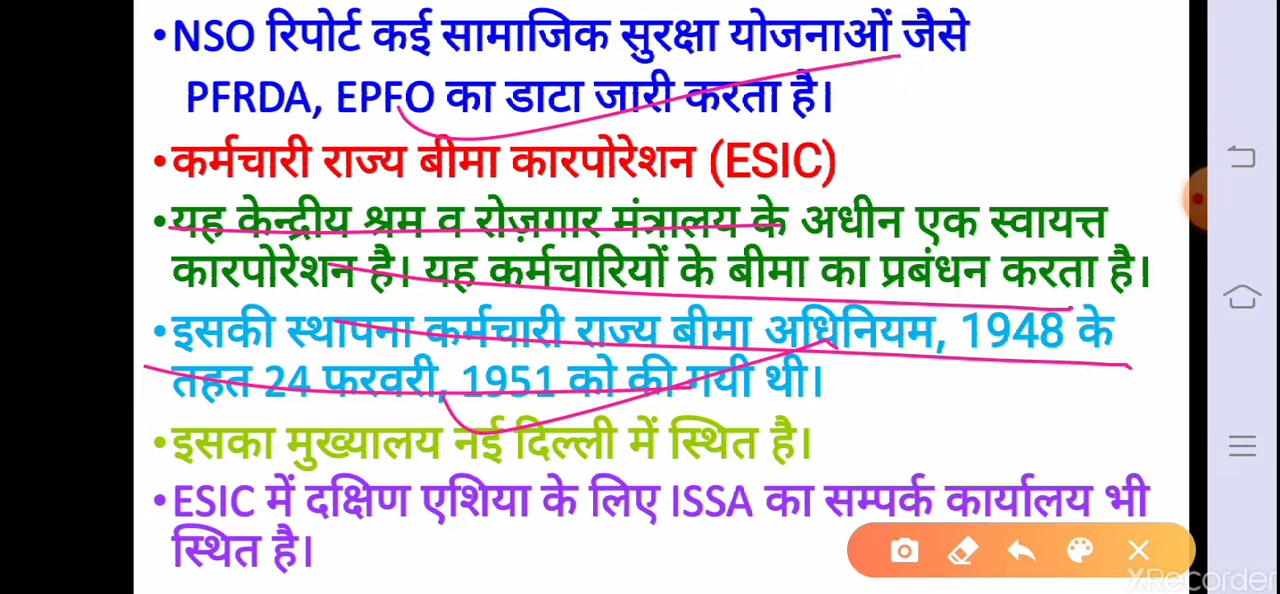 •NSO रिपोर्ट कई सामाजिक सुरक्षा योजनाओं जैसे
PFRDA, EPFO का डाटा जारी करता है।
•कर्मचारी राज्य बीमा कारपोरेशन (ESIC)
•यह केन्द्रीय श्रम व रोज़गार मंत्रालय के अधीन एक स्वायत्त
कारपोरेशन है। यह कर्मचारियों के बीमा का प्रबंधन करता है।
•इसकी स्थापना कर्मचारी राज्य बीमा अधिनियम, 1948 के
तहत 24 फरवरी, 1951 को की गयी थी।
•इसका मुख्यालय नई दिल्ली में स्थित है।
•ESIC में दक्षिण एशिया के लिए ISSA का सम्पर्क कार्यालय भी
स्थित है।
XRecorder